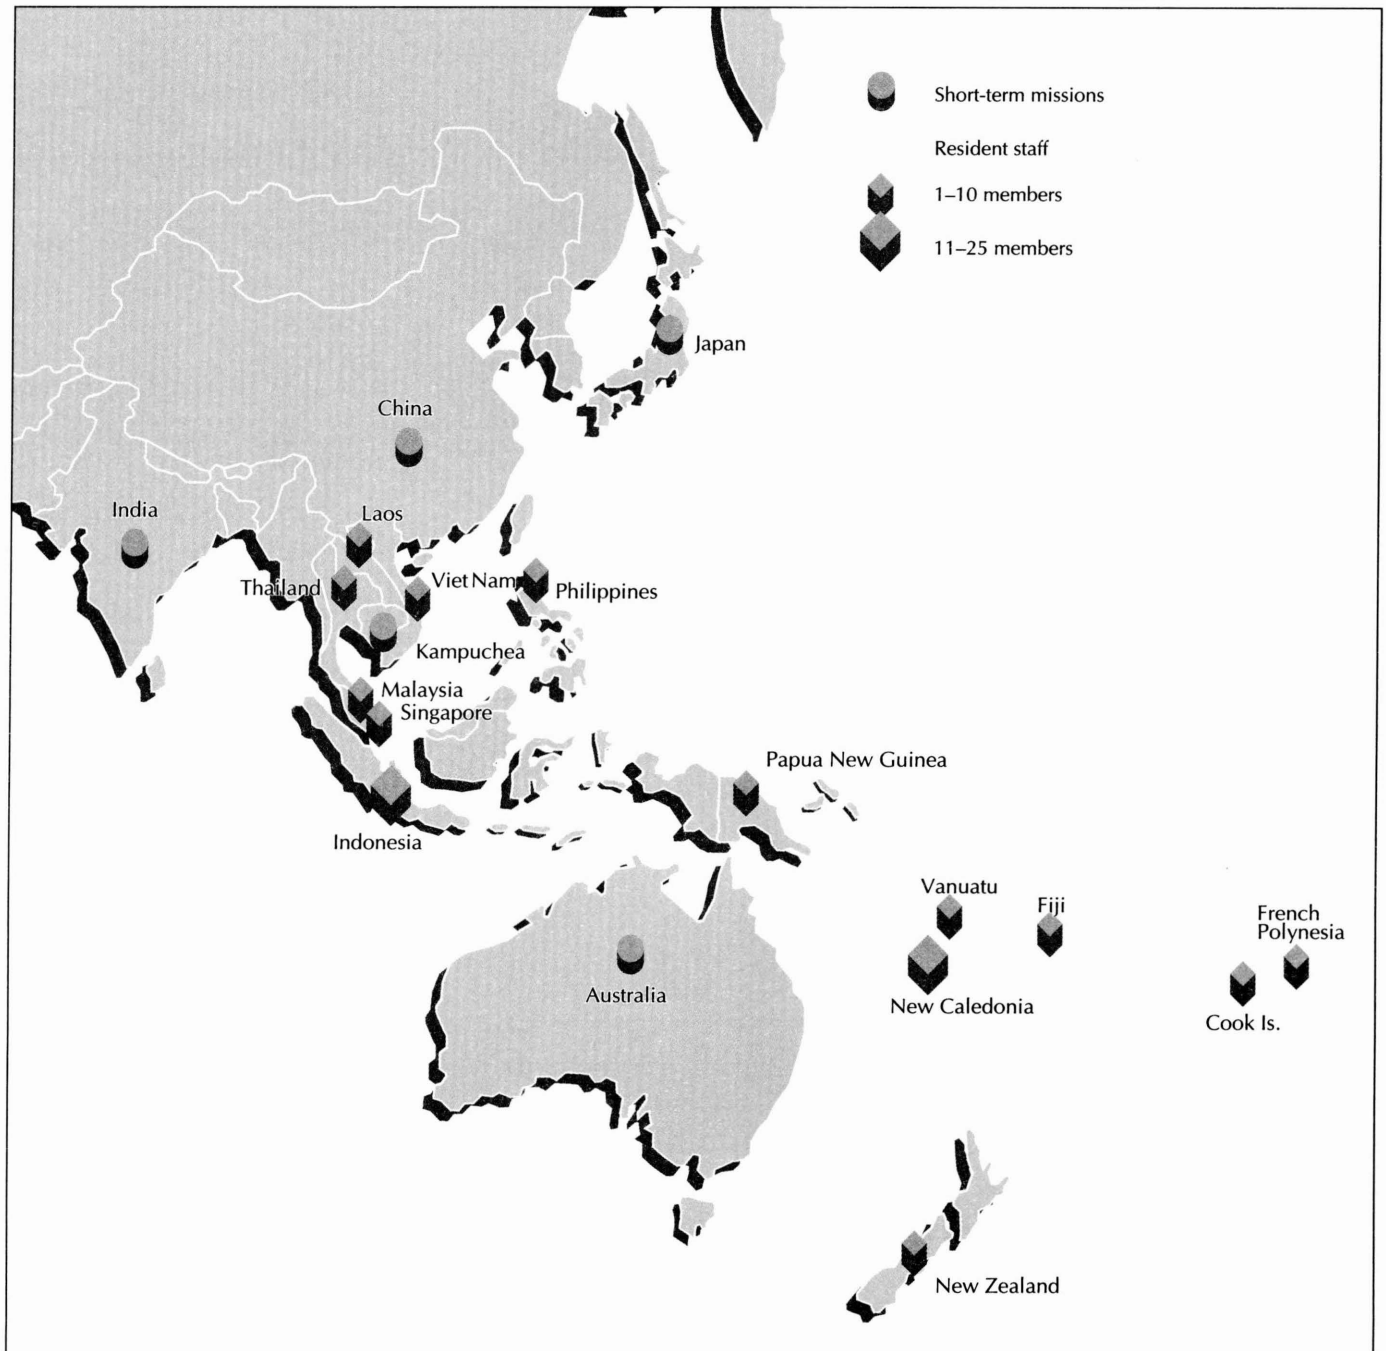 Short-term missions
Resident staff
1–10 members
11–25 members
Japan
China
India
Laos
Thailand
Viet Nam
Philippines
Kampuchea
Malaysia
Singapore
Papua New Guinea
Indonesia
Vanuatu
Fiji
French
Polynesia
Australia
New Caledonia
Cook Is.
New Zealand